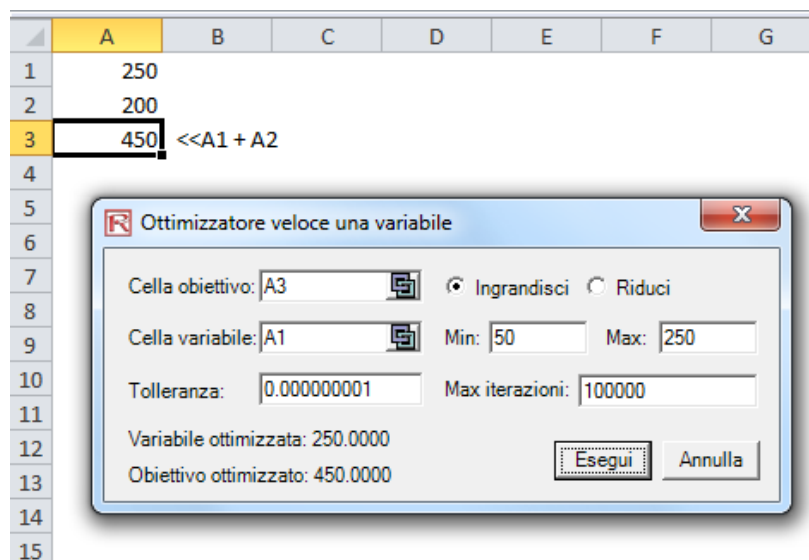 A B C D E F G
1 250
2 200
3 450 <<A1 + A2
4
5
6
7
8
9
10
11
12
13
14
15
R Ottimizzatore veloce una variabile
Cella obiettivo: A3 Ingrandisci Riduci
Cella variabile: A1 Min: 50 Max: 250
Tolleranza: 0.000000001 Max iterazioni: 100000
Variabile ottimizzata: 250.0000
Obiettivo ottimizzato: 450.0000
Esegui Annulla